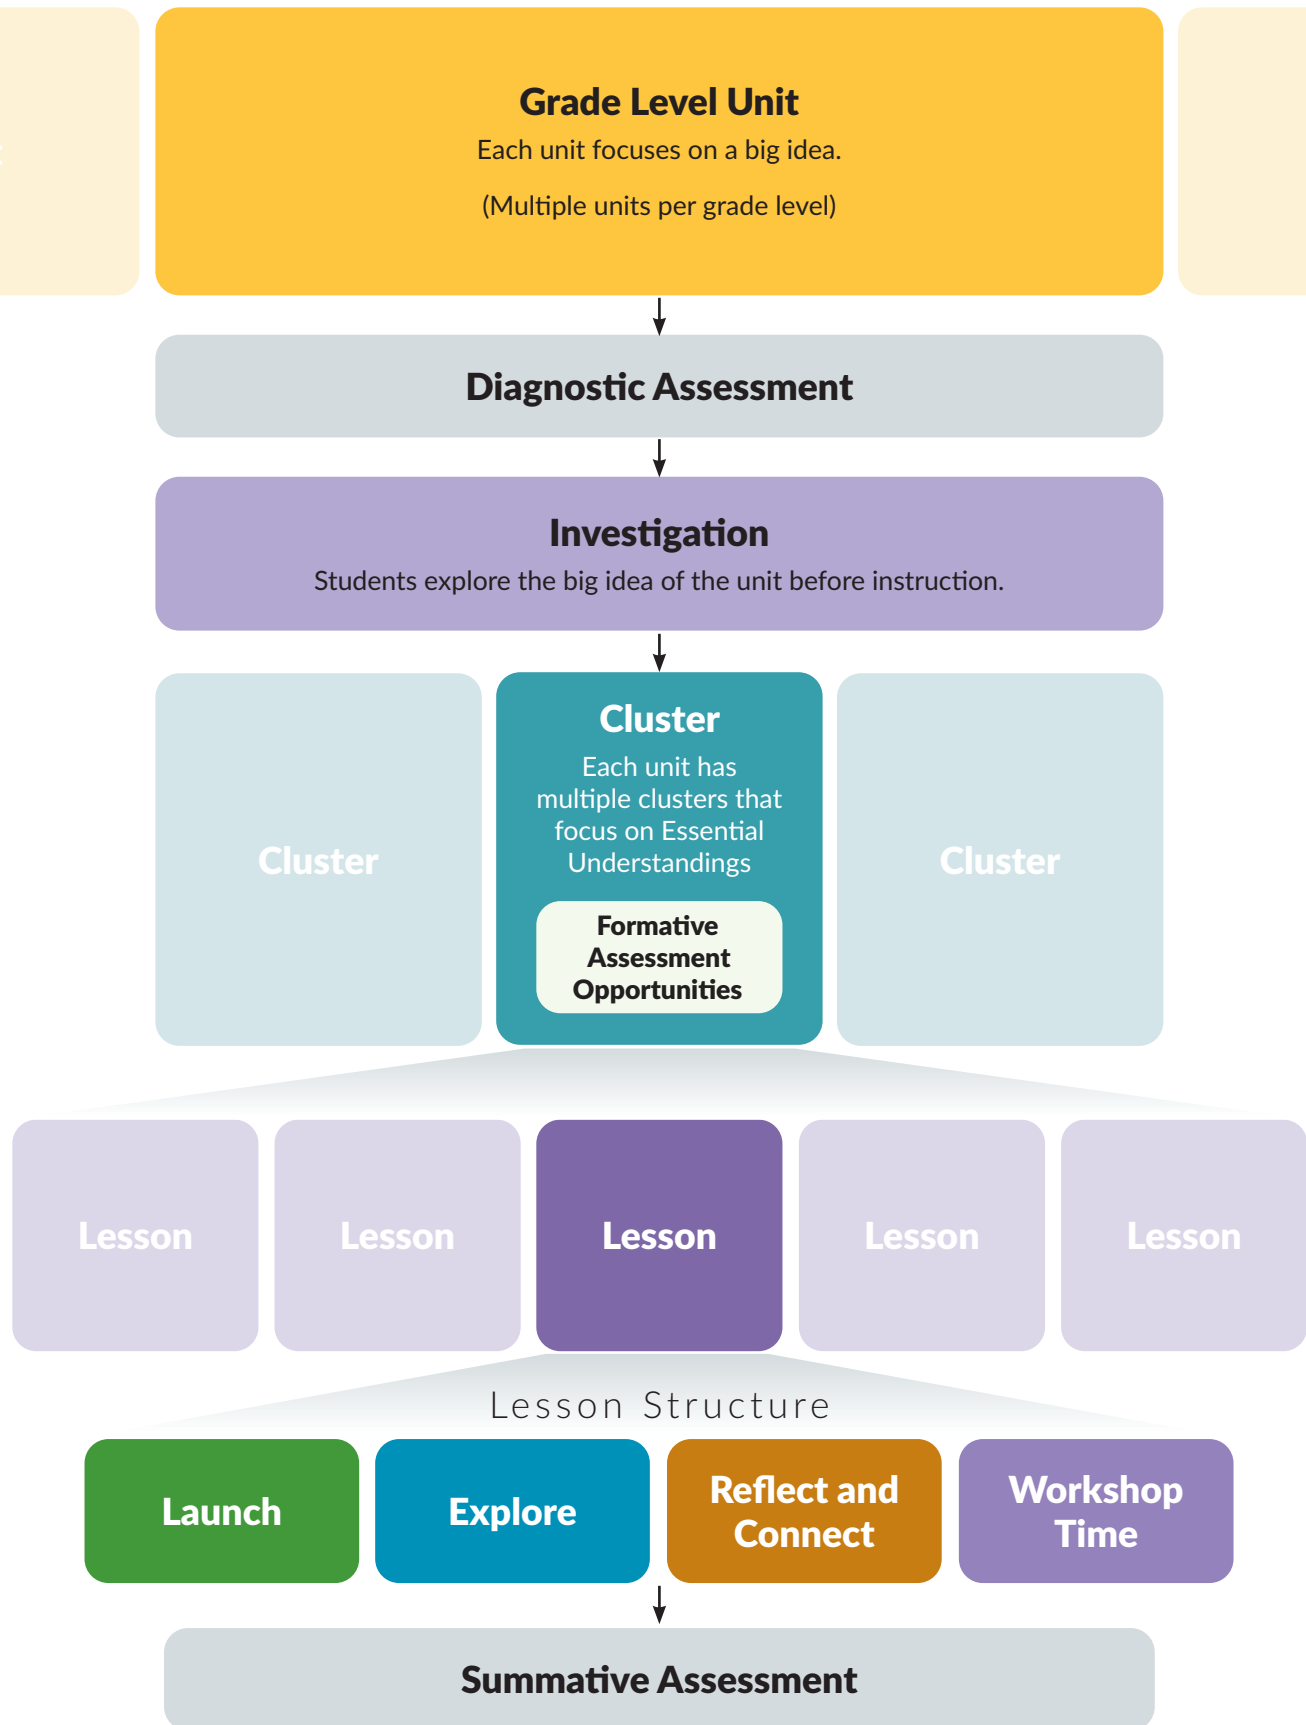 Grade Level Unit
Each unit focuses on a big idea.
(Multiple units per grade level)
Diagnostic Assessment
Investigation
Students explore the big idea of the unit before instruction.
Cluster
Cluster
Each unit has
multiple clusters that
focus on Essential
Understandings
Formative
Assessment
Opportunities
Cluster
Lesson
Lesson
Lesson
Lesson
Lesson
Lesson Structure
Launch
Explore
Reflect and
Connect
Workshop
Time
Summative Assessment